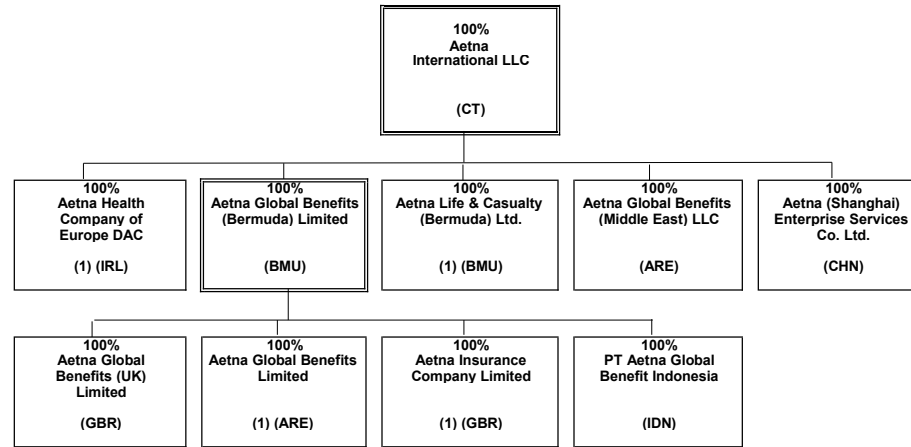 100%
Aetna
International LLC
(CT)
100%
Aetna Health
Company of
Europe DAC
(1) (IRL)
100%
Aetna Global Benefits
(Bermuda) Limited
(BMU)
100%
Aetna Life & Casualty
(Bermuda) Ltd.
(1) (BMU)
100%
Aetna Global Benefits
(Middle East) LLC
(ARE)
100%
Aetna (Shanghai)
Enterprise Services
Co. Ltd.
(CHN)
100%
Aetna Global
Benefits (UK)
Limited
(GBR)
100%
Aetna Global Benefits
Limited
(1) (ARE)
100%
Aetna Insurance
Company Limited
(1) (GBR)
100%
PT Aetna Global
Benefit Indonesia
(IDN)